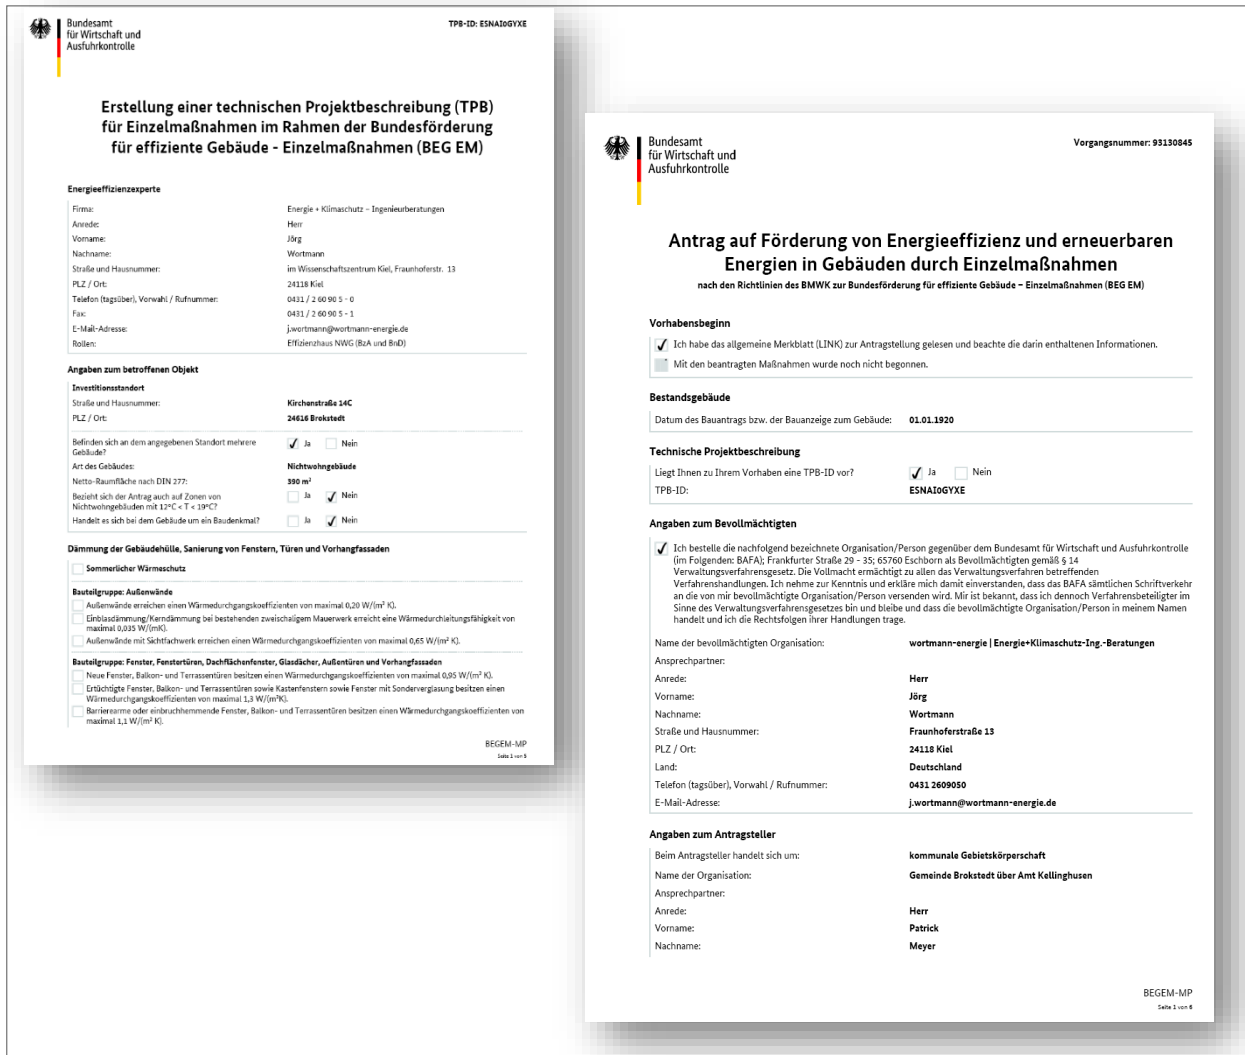 Bundesamt
für Wirtschaft und
Ausfuhrkontrolle
TPB-ID: ESNAI0GYXE
Erstellung einer technischen Projektbeschreibung (TPB)
für Einzelmaßnahmen im Rahmen der Bundesförderung
für effiziente Gebäude - Einzelmaßnahmen (BEG EM)
Energieeffizienzexperte
Firma: Energie + Klimaschutz – Ingenieurberatungen
Anrede: Herr
Vorname: Jörg
Nachname: Wortmann
Straße und Hausnummer: im Wissenschaftszentrum Kiel, Fraunhoferstr. 13
PLZ / Ort: 24118 Kiel
Telefon (tagsüber), Vorwahl / Rufnummer: 0431 / 2 60 90 5 - 0
Fax: 0431 / 2 60 90 5 - 1
E-Mail-Adresse: j.wortmann@wortmann-energie.de
Rollen: Effizienzhaus NWG (BzA und BnD)
Angaben zum betroffenen Objekt
Investitionsstandort
Straße und Hausnummer: Kirchenstraße 14C
PLZ / Ort: 24616 Brokstedt
Befinden sich an dem angegebenen Standort mehrere Ja Nein
Gebäude?
Art des Gebäudes: Nichtwohngebäude
Netto-Raumfläche nach DIN 277: 390 m²
Bezieht sich der Antrag auch auf Zonen von Ja Nein
Nichtwohngebäuden mit 12°C < T < 19°C?
Handelt es sich bei dem Gebäude um ein Baudenkmal? Ja Nein
Dämmung der Gebäudehülle, Sanierung von Fenstern, Türen und Vorhangfassaden
Sommerlicher Wärmeschutz
Bauteilgruppe: Außenwände
Außenwände erreichen einen Wärmedurchgangskoeffizienten von maximal 0,20 W/(m² K).
Einblasdämmung/Kerndämmung bei bestehenden zweischaligem Mauerwerk erreicht eine Wärmedurchleitungsfähigkeit von
maximal 0,035 W/(mK).
Außenwände mit Sichtfachwerk erreichen einen Wärmedurchgangskoeffizienten von maximal 0,65 W/(m² K).
Bauteilgruppe: Fenster, Fenstertüren, Dachflächenfenster, Glasdächer, Außentüren und Vorhangfassaden
Neue Fenster, Balkon- und Terrassentüren besitzen einen Wärmedurchgangskoeffizienten von maximal 0,95 W/(m² K).
Ertüchtigte Fenster, Balkon- und Terrassentüren sowie Kastenfenstern sowie Fenster mit Sonderverglasung besitzen einen
Wärmedurchgangskoeffizienten von maximal 1,3 W/(m²K).
Barrierearme oder einbruchhemmende Fenster, Balkon- und Terrassentüren besitzen einen Wärmedurchgangskoeffizienten von
maximal 1,1 W/(m² K).
BEGEM-MP
Seite 1 von 5
Bundesamt
für Wirtschaft und
Ausfuhrkontrolle
Vorgangsnummer: 93130845
Antrag auf Förderung von Energieeffizienz und erneuerbaren
Energien in Gebäuden durch Einzelmaßnahmen
nach den Richtlinien des BMWK zur Bundesförderung für effiziente Gebäude – Einzelmaßnahmen (BEG EM)
Vorhabensbeginn
Ich habe das allgemeine Merkblatt (LINK) zur Antragstellung gelesen und beachte die darin enthaltenen Informationen.
Mit den beantragten Maßnahmen wurde noch nicht begonnen.
Bestandsgebäude
Datum des Bauantrags bzw. der Bauanzeige zum Gebäude: 01.01.1920
Technische Projektbeschreibung
Liegt Ihnen zu Ihrem Vorhaben eine TPB-ID vor? Ja Nein
TPB-ID: ESNAI0GYXE
Angaben zum Bevollmächtigten
Ich bestelle die nachfolgend bezeichnete Organisation/Person gegenüber dem Bundesamt für Wirtschaft und Ausfuhrkontrolle
(im Folgenden: BAFA); Frankfurter Straße 29 - 35; 65760 Eschborn als Bevollmächtigten gemäß § 14
Verwaltungsverfahrensgesetz. Die Vollmacht ermächtigt zu allen das Verwaltungsverfahren betreffenden
Verfahrenshandlungen. Ich nehme zur Kenntnis und erkläre mich damit einverstanden, dass das BAFA sämtlichen Schriftverkehr
an die von mir bevollmächtigte Organisation/Person versenden wird. Mir ist bekannt, dass ich dennoch Verfahrensbeteiligter im
Sinne des Verwaltungsverfahrensgesetzes bin und bleibe und dass die bevollmächtigte Organisation/Person in meinem Namen
handelt und ich die Rechtsfolgen ihrer Handlungen trage.
Name der bevollmächtigten Organisation: wortmann-energie | Energie+Klimaschutz-Ing.-Beratungen
Ansprechpartner:
Anrede: Herr
Vorname: Jörg
Nachname: Wortmann
Straße und Hausnummer: Fraunhoferstraße 13
PLZ / Ort: 24118 Kiel
Land: Deutschland
Telefon (tagsüber), Vorwahl / Rufnummer: 0431 2609050
E-Mail-Adresse: j.wortmann@wortmann-energie.de
Angaben zum Antragsteller
Beim Antragsteller handelt sich um: kommunale Gebietskörperschaft
Name der Organisation: Gemeinde Brokstedt über Amt Kellinghusen
Ansprechpartner:
Anrede: Herr
Vorname: Patrick
Nachname: Meyer
BEGEM-MP
Seite 1 von 6